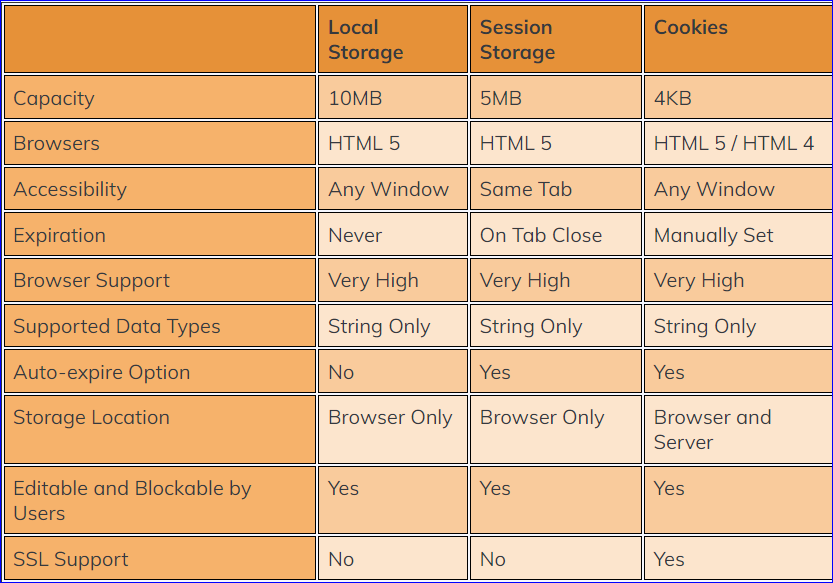 Local Storage Session Storage Cookies
Capacity 10MB 5MB 4KB
Browsers HTML 5 HTML 5 HTML 5 / HTML 4
Accessibility Any Window Same Tab Any Window
Expiration Never On Tab Close Manually Set
Browser Support Very High Very High Very High
Supported Data Types String Only String Only String Only
Auto-expire Option No Yes Yes
Storage Location Browser Only Browser Only Browser and Server
Editable and Blockable by Users Yes Yes Yes
SSL Support No No Yes